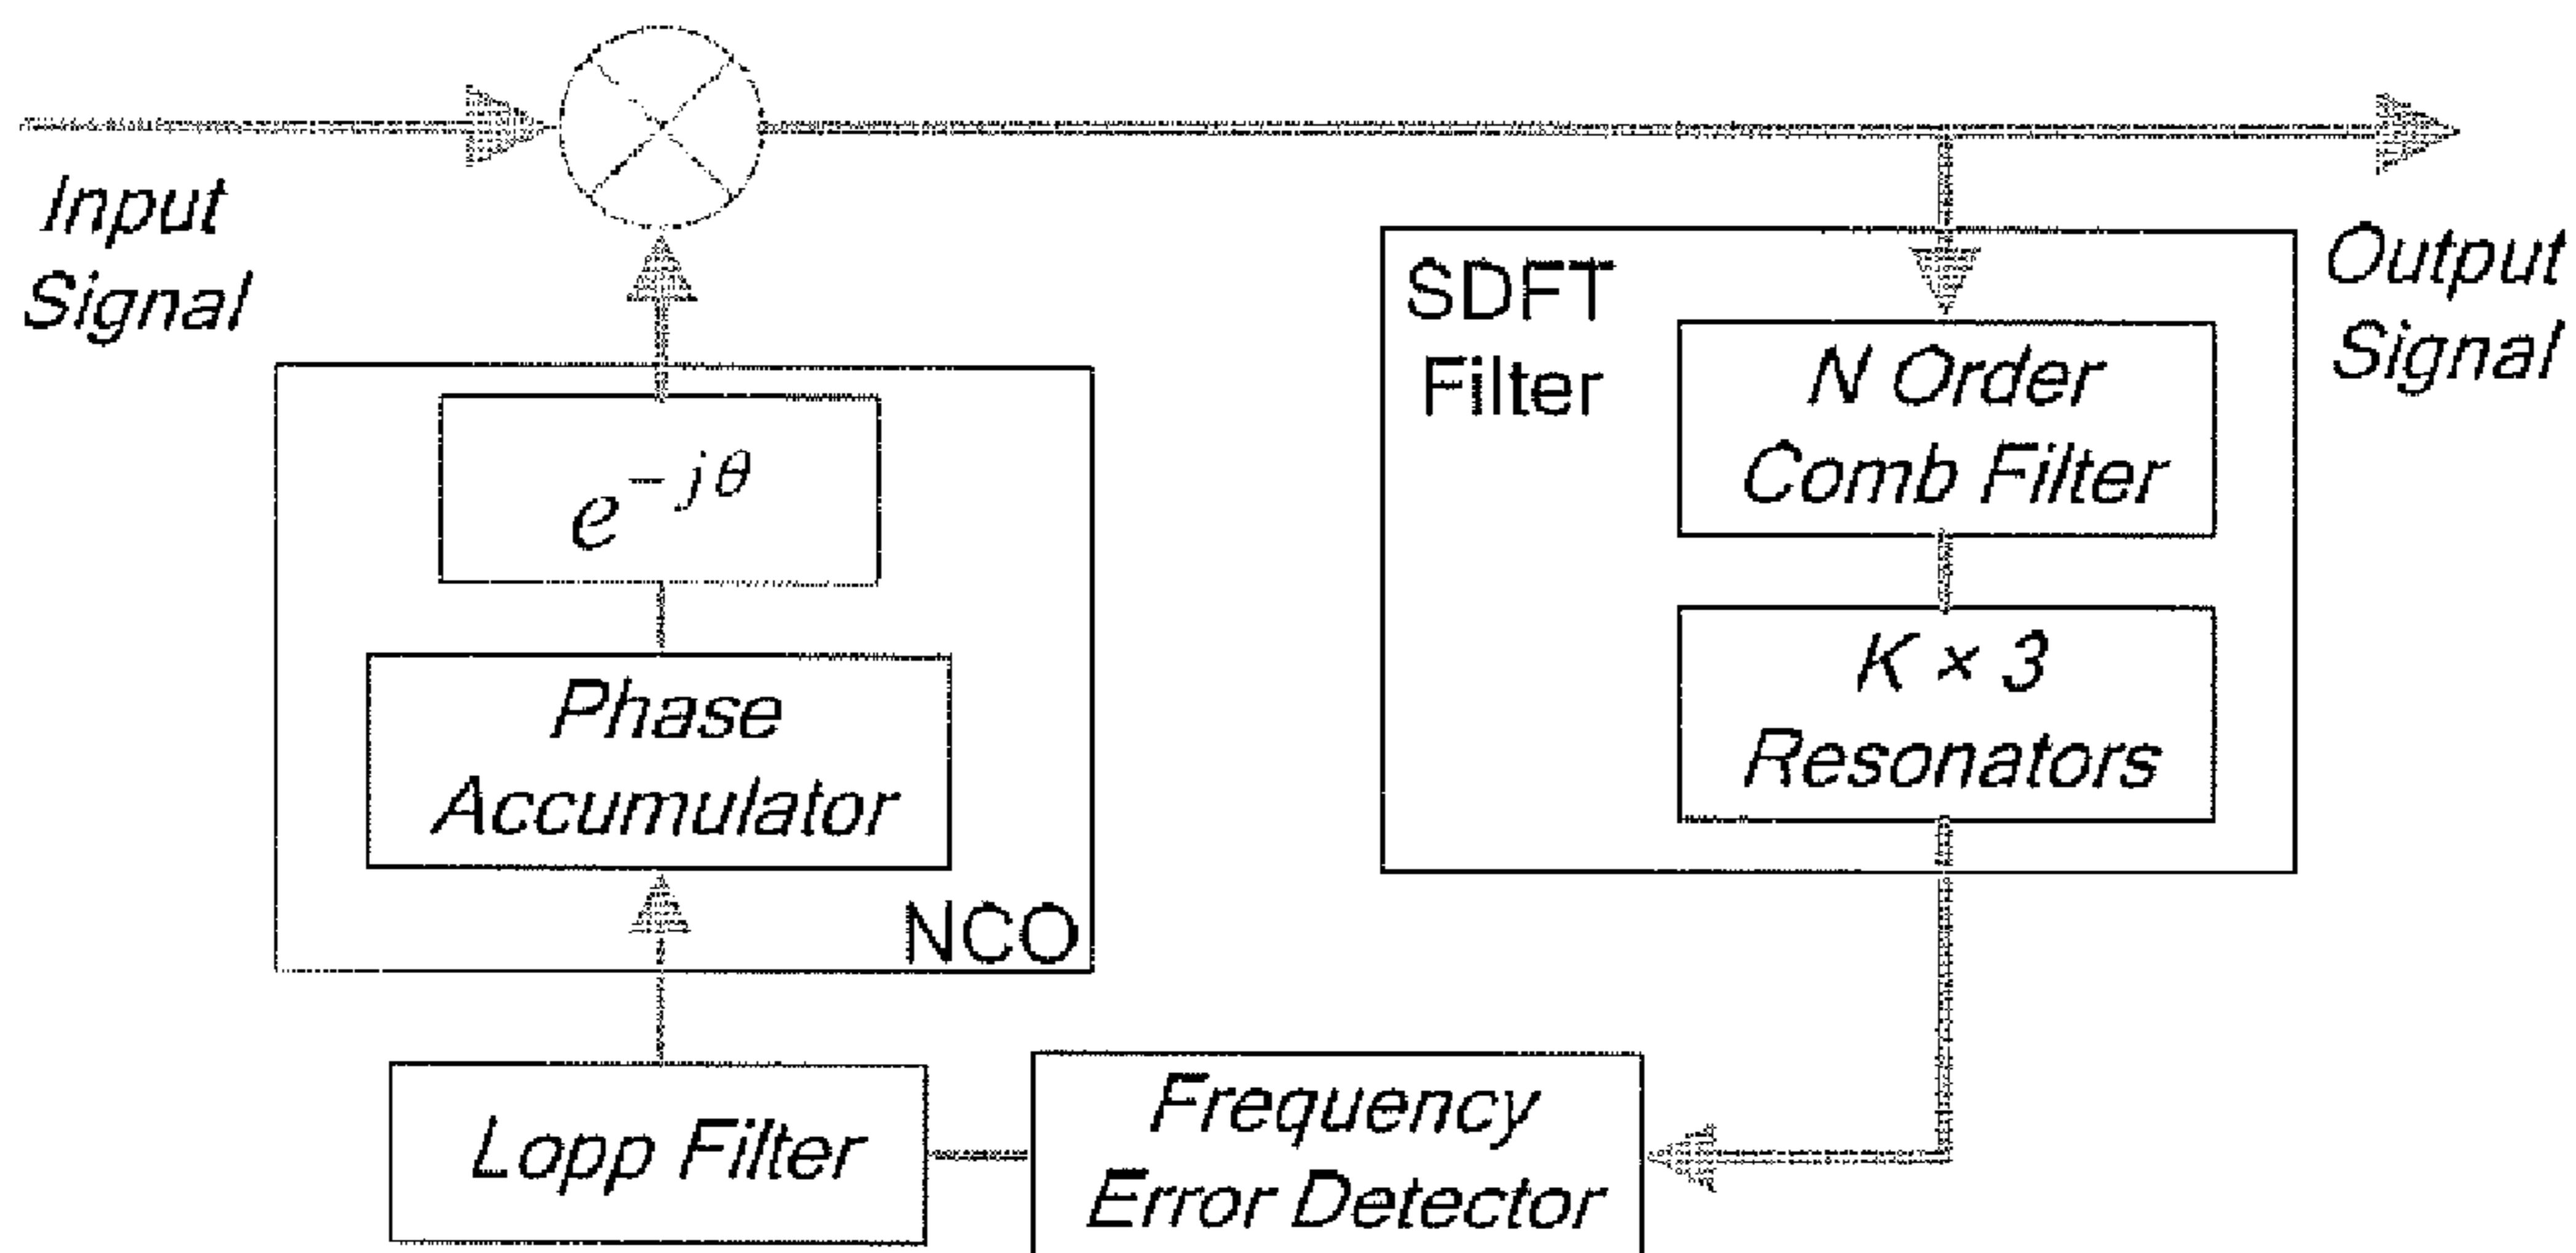 Input
Signal
e^{-jθ}
Phase
Accumulator
NCO
Lopp Filter
Frequency
Error Detector
SDFT
Filter
N Order
Comb Filter
K × 3
Resonators
Output
Signal